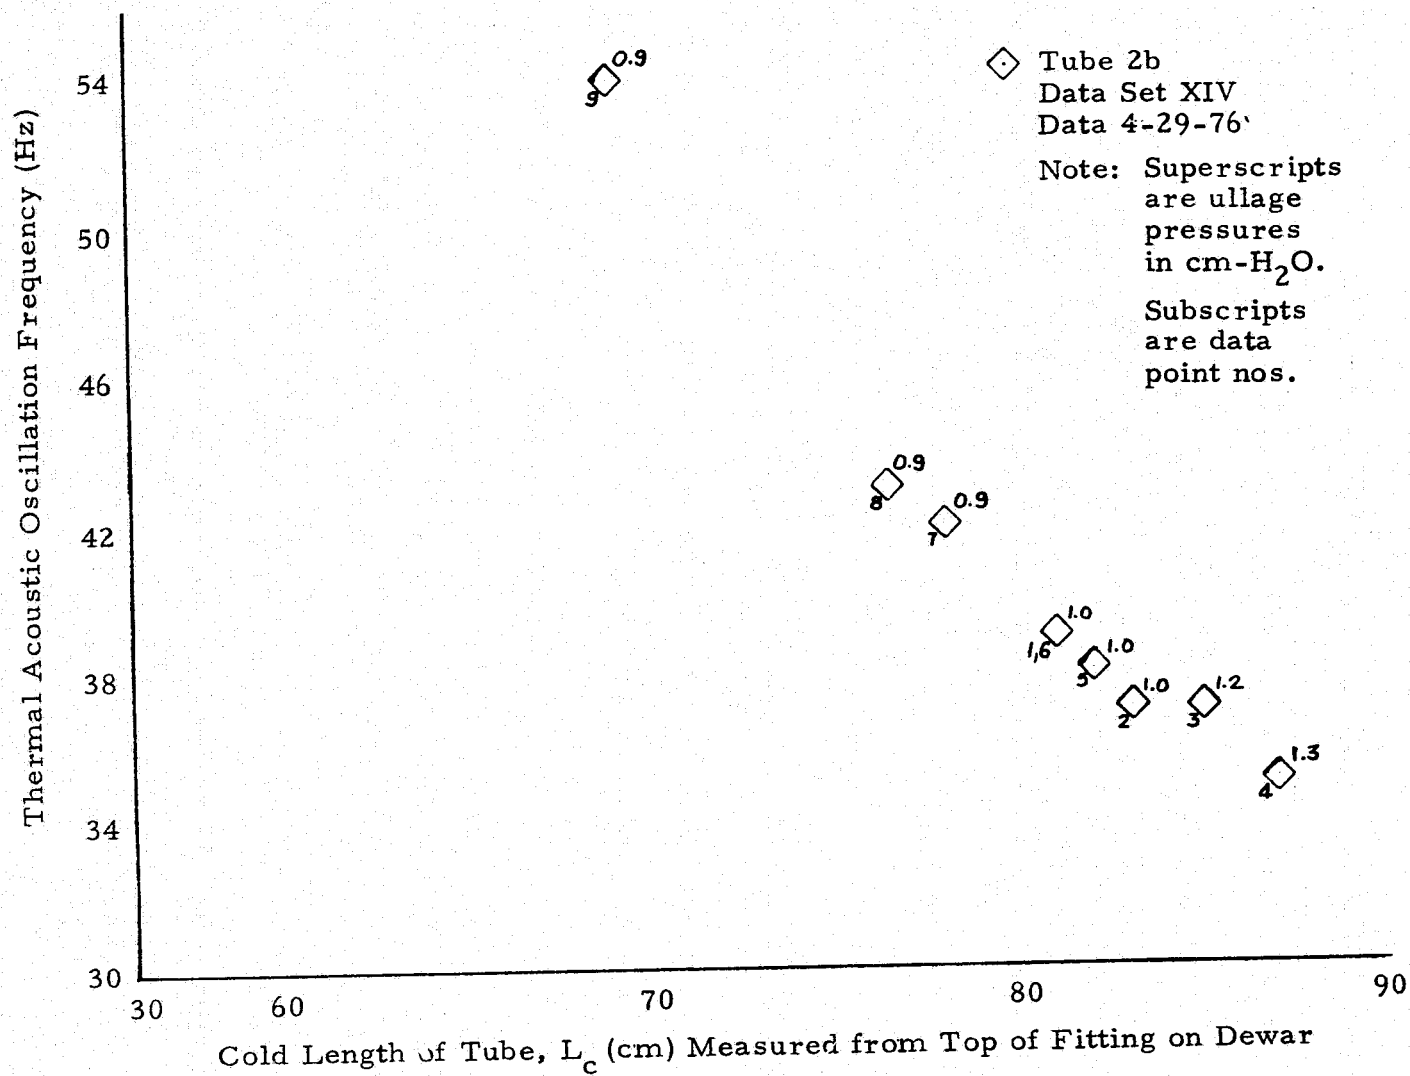 0.9
9
Tube 2b
Data Set XIV
Data 4-29-76
Note: Superscripts
are ullage
pressures
in cm-H2O.
Subscripts
are data
point nos.
0.9
8
0.9
7
1.0
1,6
1.0
5
1.0
2
1.2
3
1.3
4
54
50
46
42
38
34
30
Thermal Acoustic Oscillation Frequency (Hz)
30 60 70 80 90
Cold Length of Tube, Lc (cm) Measured from Top of Fitting on Dewar